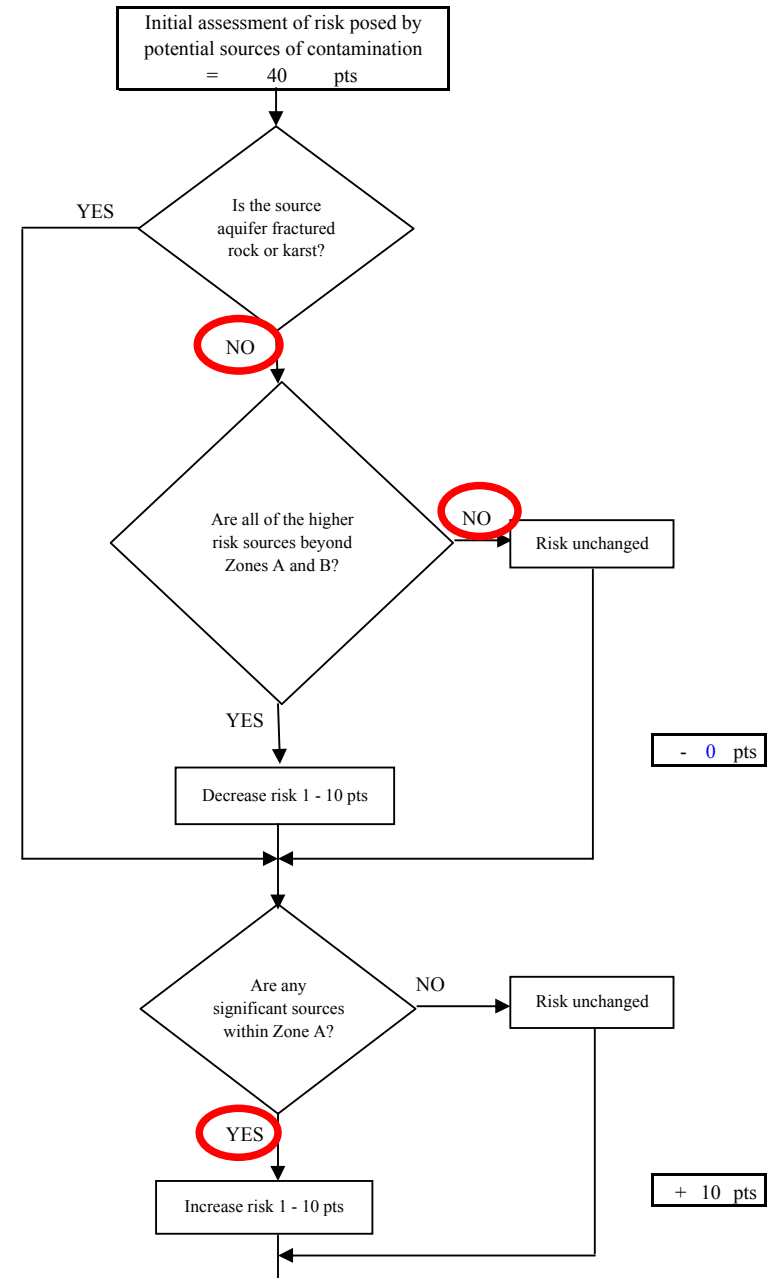 Initial assessment of risk posed by
potential sources of contamination
= 40 pts
Is the source
aquifer fractured
rock or karst?
YES
NO
Are all of the higher
risk sources beyond
Zones A and B?
NO
Risk unchanged
YES
- 0 pts
Decrease risk 1 - 10 pts
Are any
significant sources
within Zone A?
NO
Risk unchanged
YES
Increase risk 1 - 10 pts
+ 10 pts